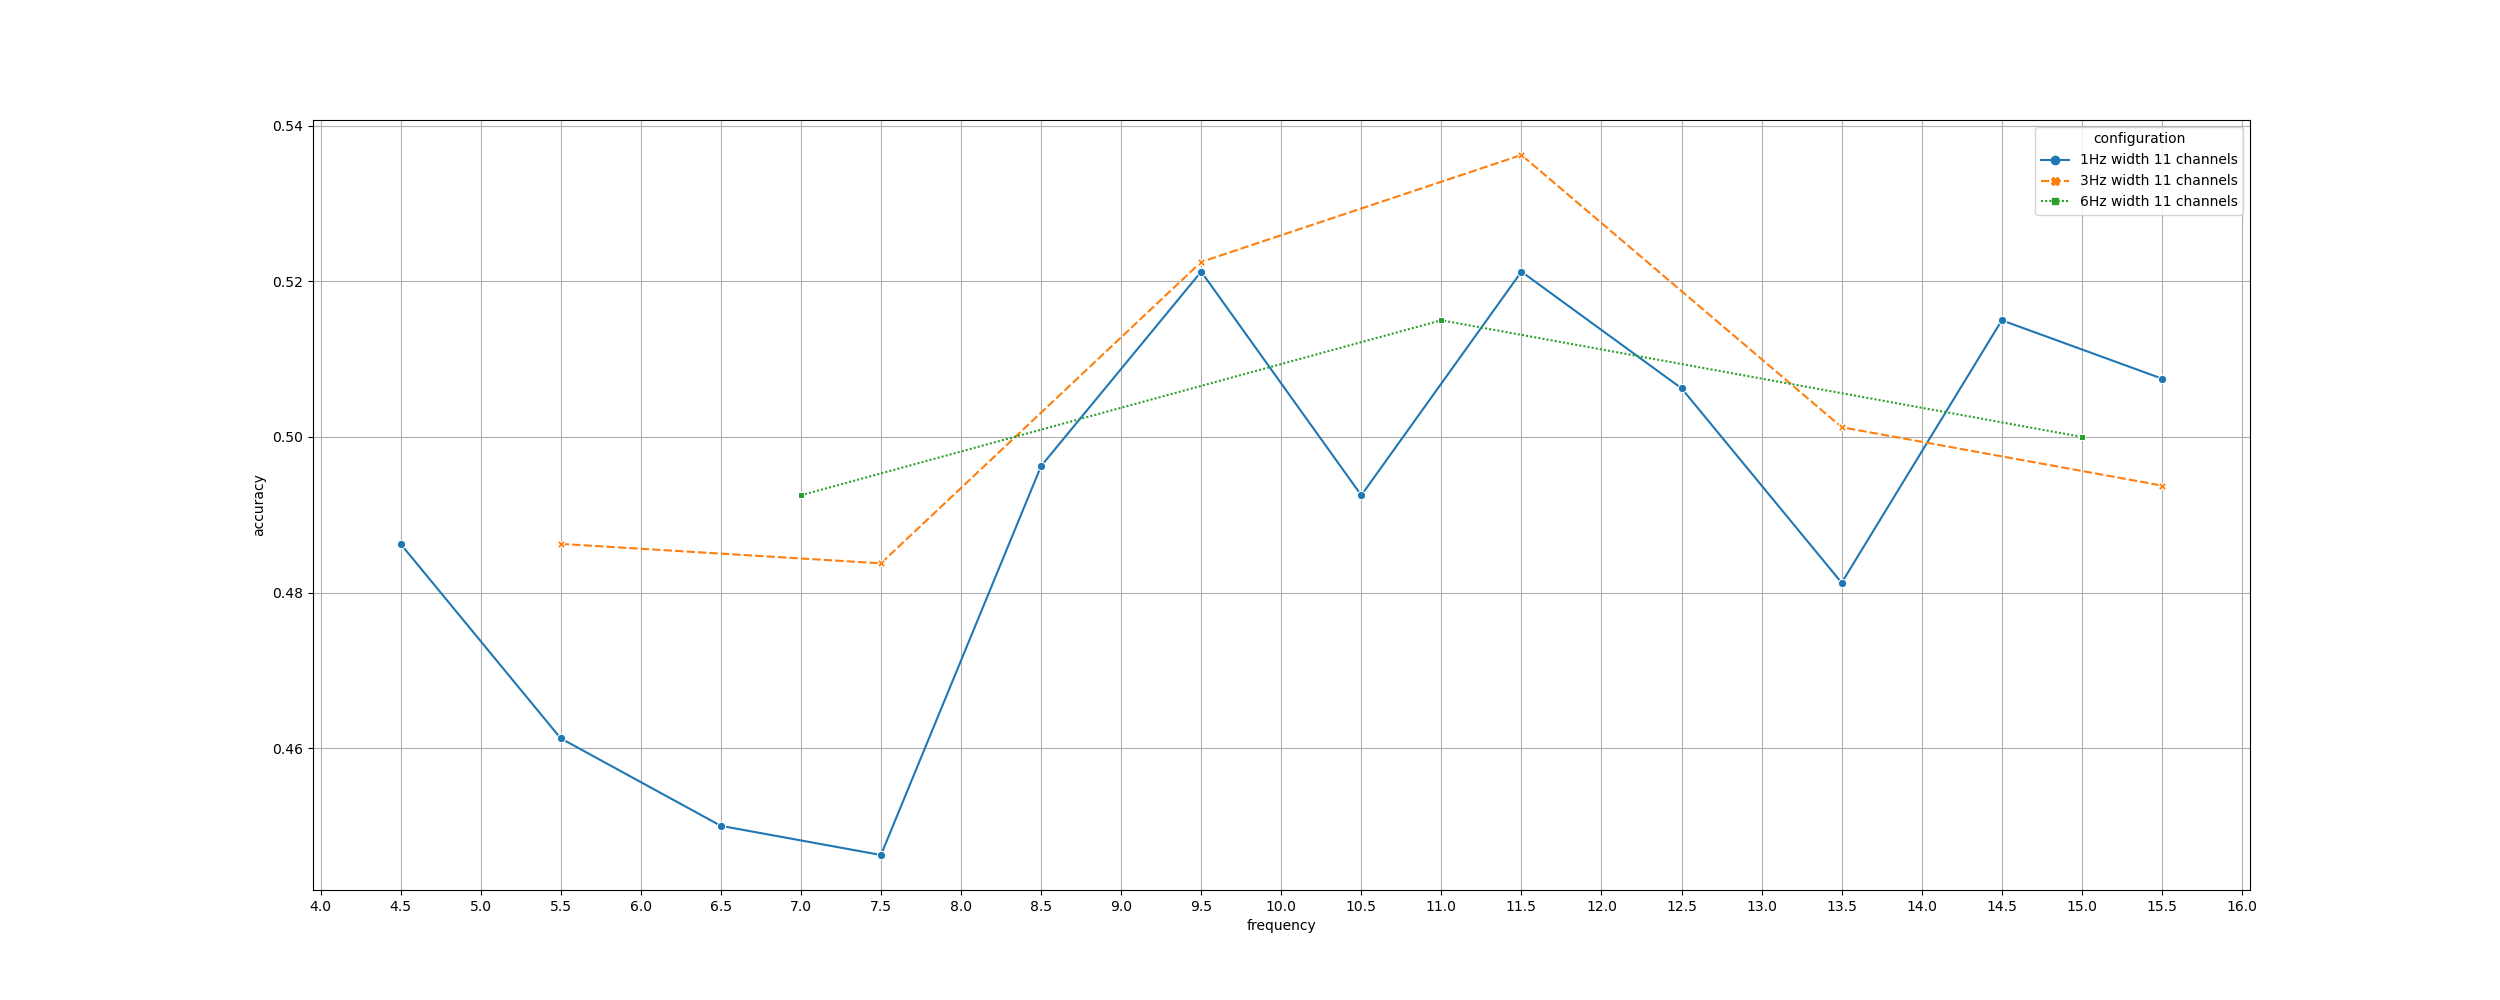 configuration
1Hz width 11 channels
3Hz width 11 channels
6Hz width 11 channels
0.54
0.52
0.50
0.48
0.46
accuracy
4.0 4.5 5.0 5.5 6.0 6.5 7.0 7.5 8.0 8.5 9.0 9.5 10.0 10.5 11.0 11.5 12.0 12.5 13.0 13.5 14.0 14.5 15.0 15.5 16.0
frequency